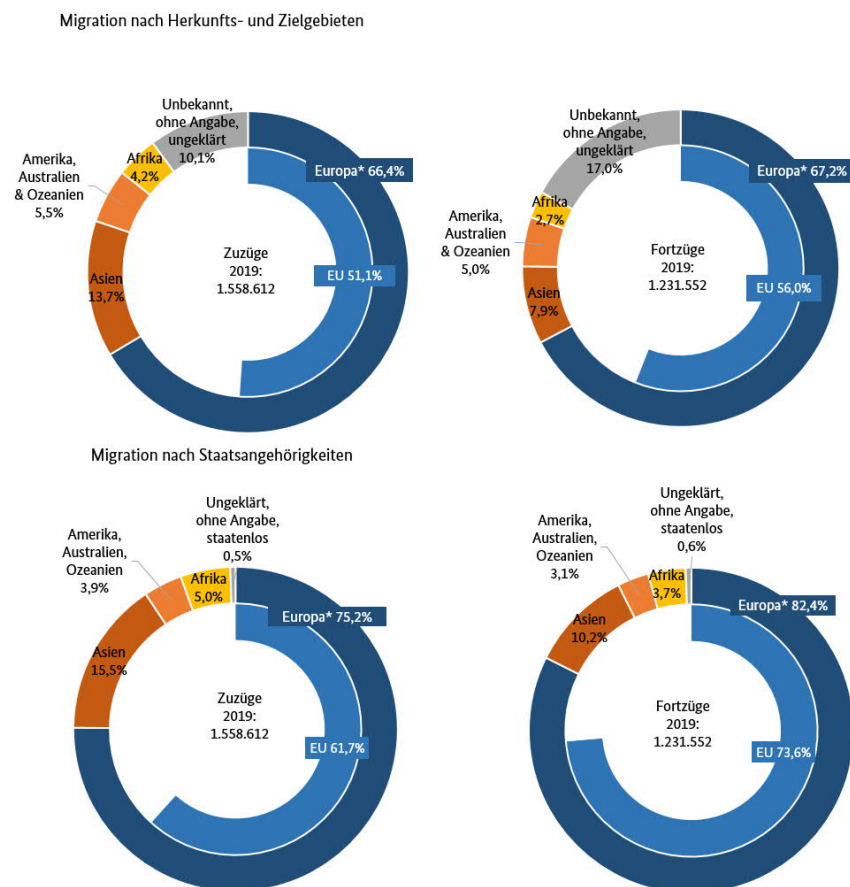 Migration nach Herkunfts- und Zielgebieten
Unbekannt,
ohne Angabe,
ungeklärt
10,1%
Afrika
4,2%
Amerika,
Australien
& Ozeanien
5,5%
Asien
13,7%
Europa* 66,4%
EU 51,1%
Zuzüge
2019:
1.558.612
Unbekannt,
ohne Angabe,
ungeklärt
17,0%
Afrika
2,7%
Amerika,
Australien
& Ozeanien
5,0%
Asien
7,9%
Europa* 67,2%
EU 56,0%
Fortzüge
2019:
1.231.552
Migration nach Staatsangehörigkeiten
Ungeklärt,
ohne Angabe,
staatenlos
0,5%
Amerika,
Australien,
Ozeanien
3,9%
Afrika
5,0%
Asien
15,5%
Europa* 75,2%
EU 61,7%
Zuzüge
2019:
1.558.612
Ungeklärt,
ohne Angabe,
staatenlos
0,6%
Amerika,
Australien,
Ozeanien
3,1%
Afrika
3,7%
Asien
10,2%
Europa* 82,4%
EU 73,6%
Fortzüge
2019:
1.231.552